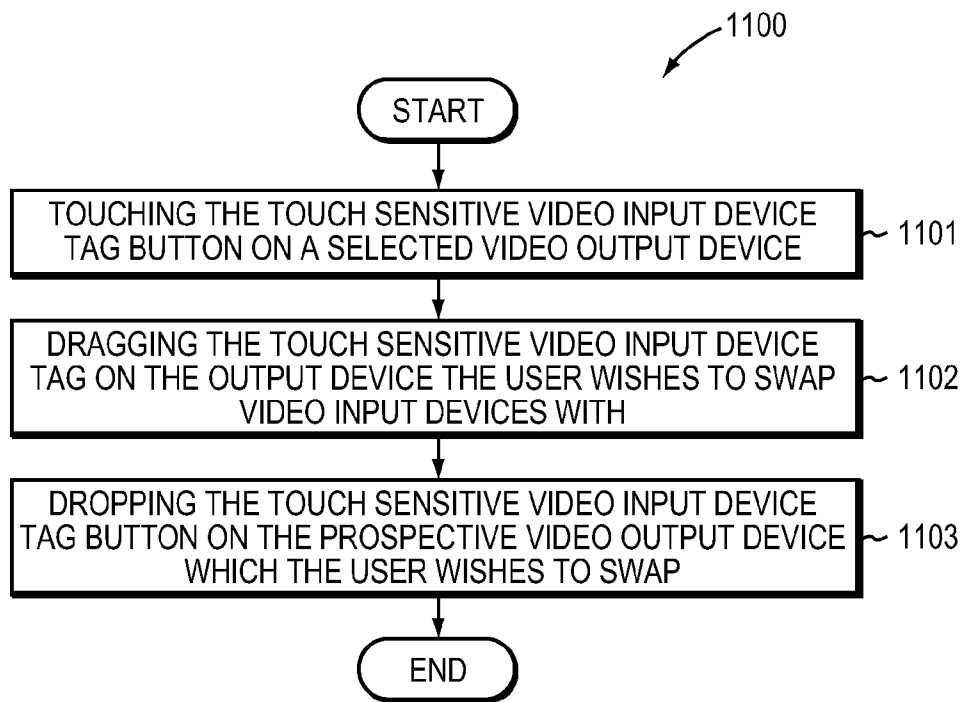 1100
START
TOUCHING THE TOUCH SENSITIVE VIDEO INPUT DEVICE
TAG BUTTON ON A SELECTED VIDEO OUTPUT DEVICE
1101
DRAGGING THE TOUCH SENSITIVE VIDEO INPUT DEVICE
TAG ON THE OUTPUT DEVICE THE USER WISHES TO SWAP
VIDEO INPUT DEVICES WITH
1102
DROPPING THE TOUCH SENSITIVE VIDEO INPUT DEVICE
TAG BUTTON ON THE PROSPECTIVE VIDEO OUTPUT DEVICE
WHICH THE USER WISHES TO SWAP
1103
END